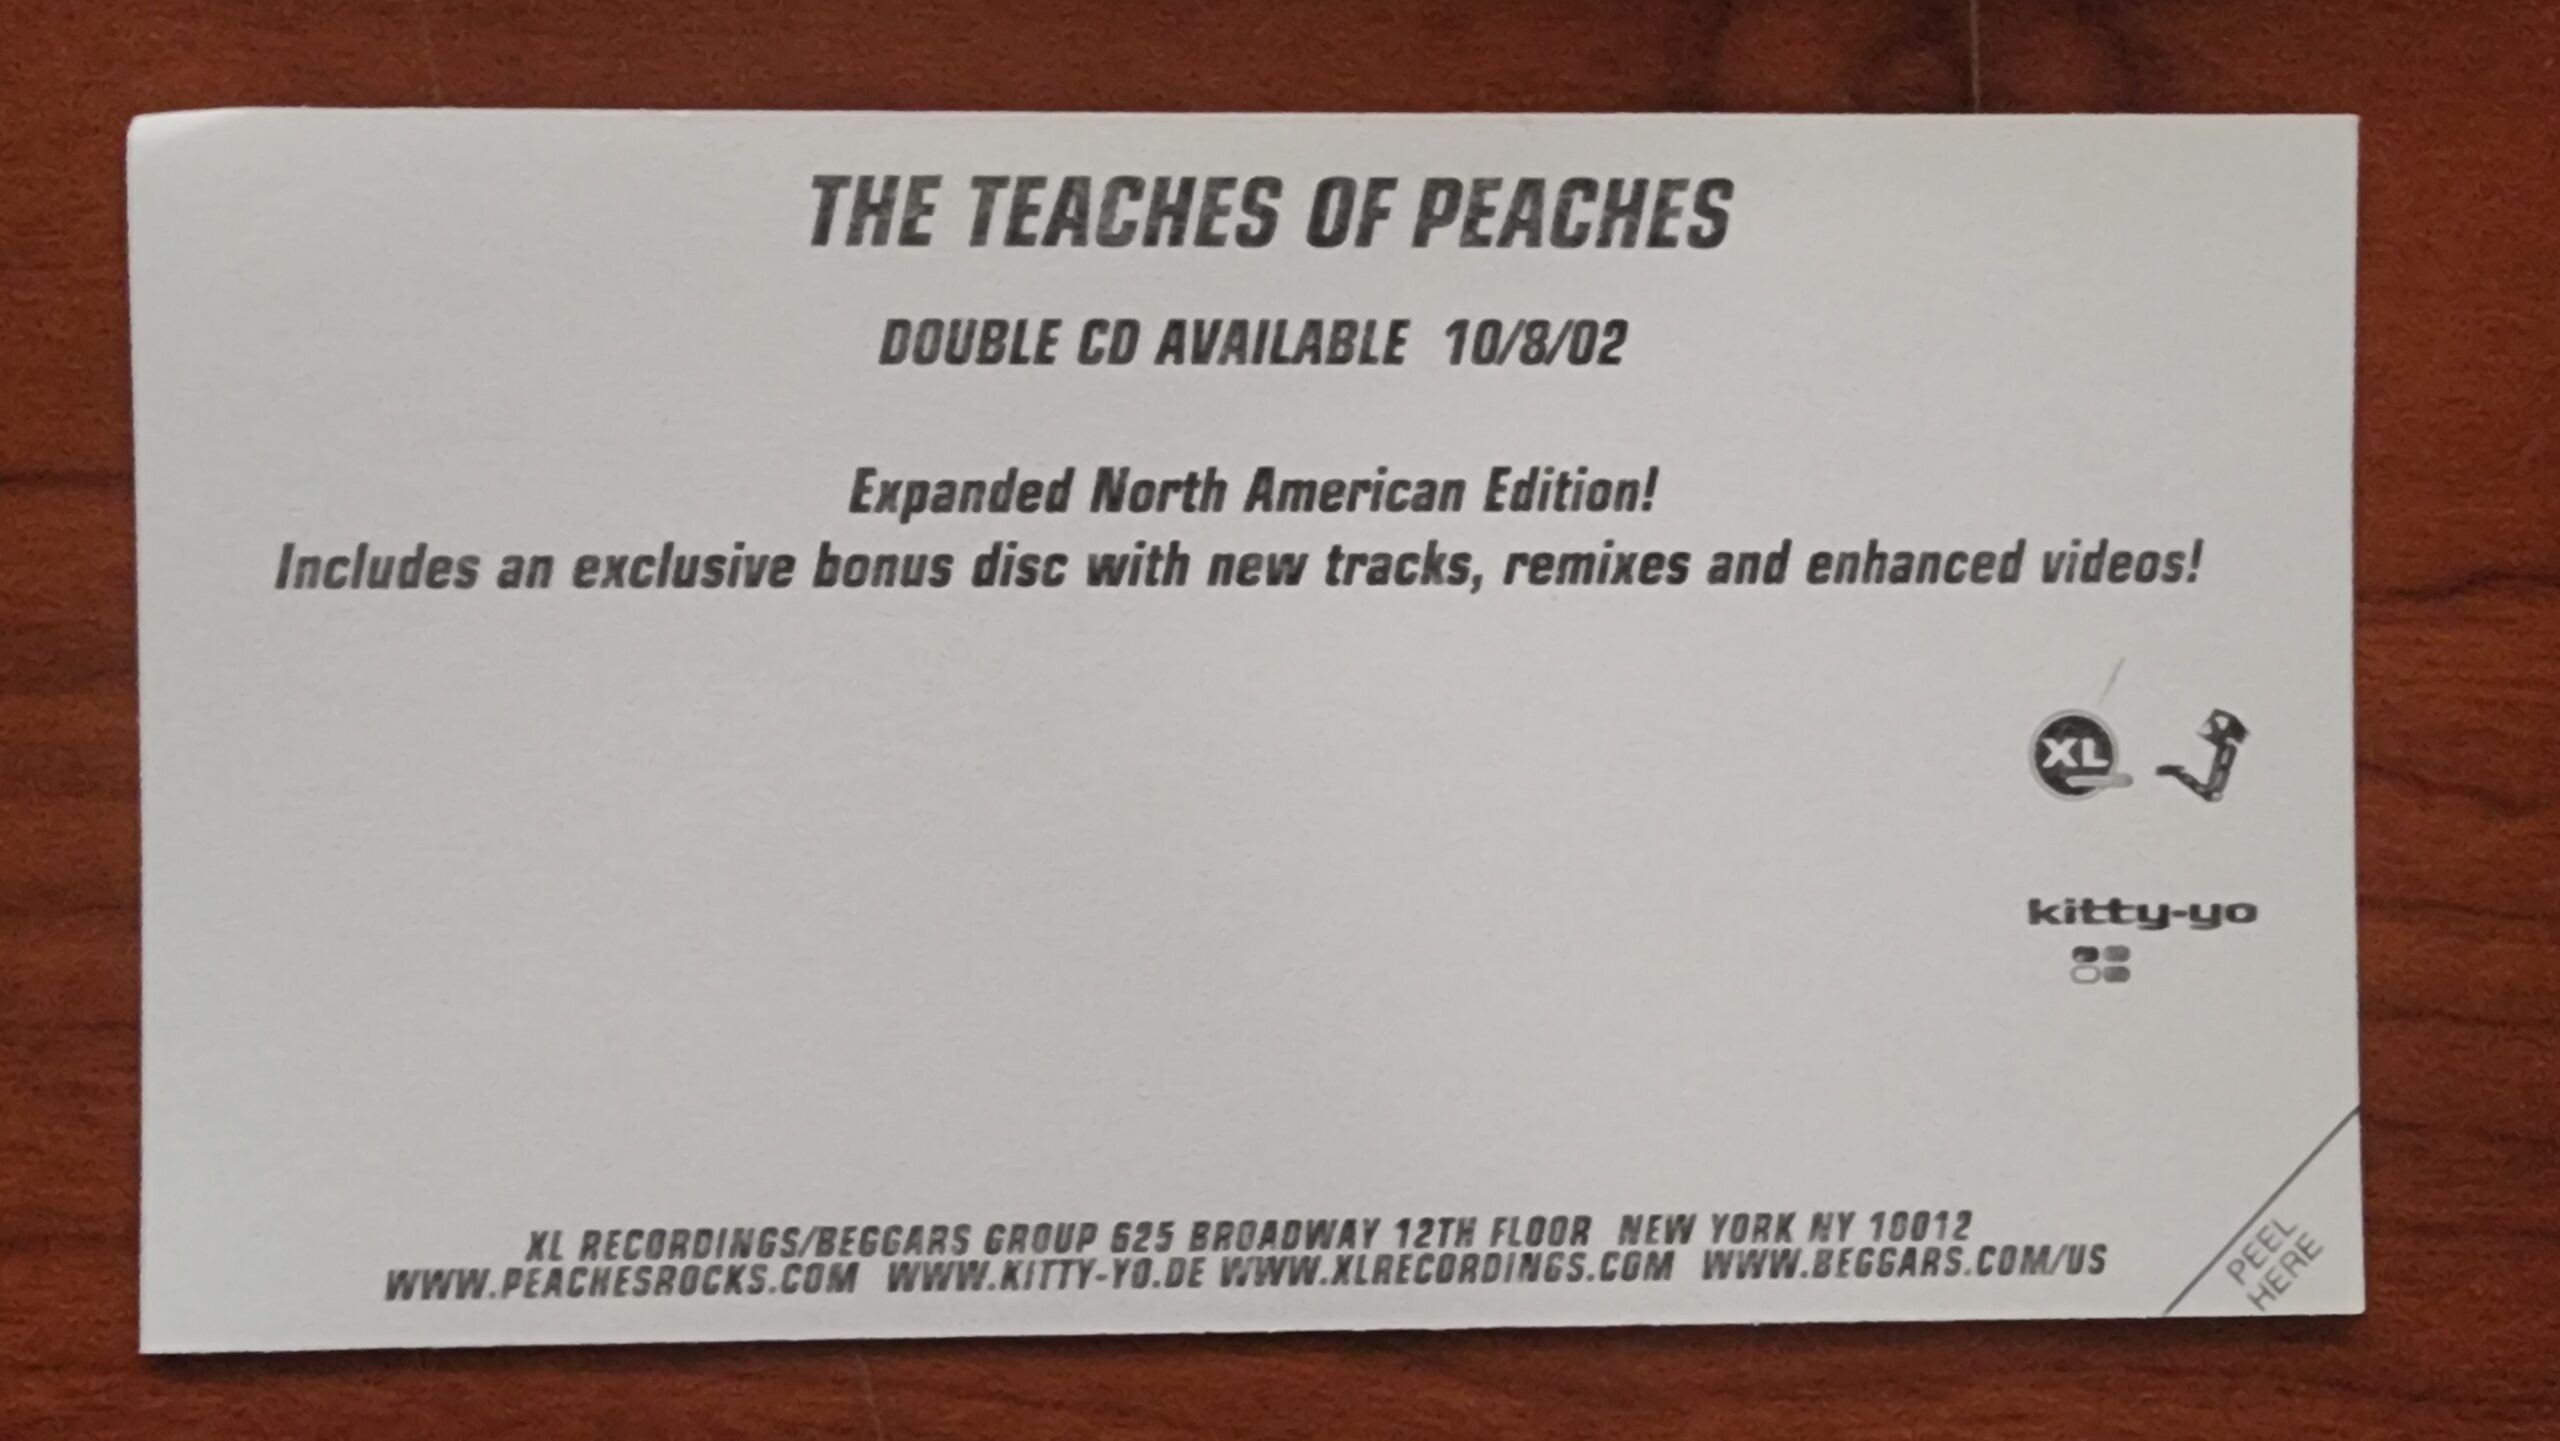 THE TEACHES OF PEACHES
DOUBLE CD AVAILABLE 10/8/02
Expanded North American Edition!
Includes an exclusive bonus disc with new tracks, remixes and enhanced videos!
XL
kitty-yo
XL RECORDINGS/BEGGARS GROUP 625 BROADWAY 12TH FLOOR NEW YORK NY 10012
WWW.PEACHESROCKS.COM WWW.KITTY-YO.DE WWW.XLRECORDINGS.COM WWW.BEGGARS.COM/US
PEEL
HERE